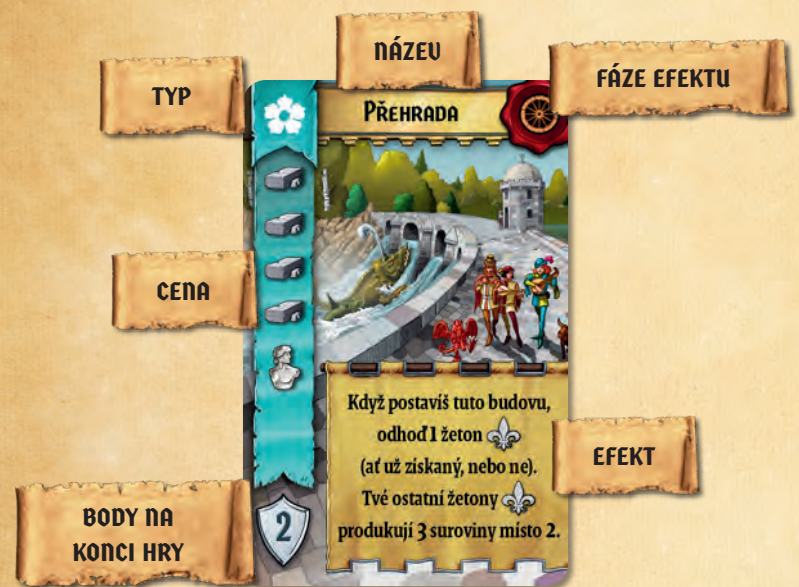 NÁZEV
TYP
FÁZE EFEKTU
PŘEHRADA
CENA
Když postavíš tuto budovu,
odhoď 1 žeton
(ať už získaný, nebo ne).
Tvé ostatní žetony
produkují 3 suroviny místo 2.
EFEKT
BODY NA
KONCI HRY
2